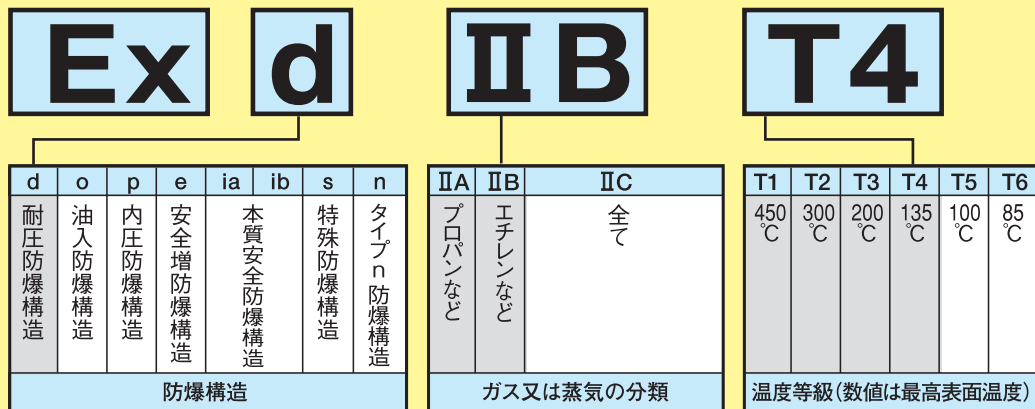 Ex d ⅡB T4
d o p e ia ib s n
耐圧防爆構造
油入防爆構造
内圧防爆構造
安全増防爆構造
本質安全防爆構造
特殊防爆構造
タイプn防爆構造
防爆構造
ⅡA ⅡB ⅡC
プロパンなど
エチレンなど
全て
ガス又は蒸気の分類
T1 T2 T3 T4 T5 T6
450℃ 300℃ 200℃ 135℃ 100℃ 85℃
温度等級(数値は最高表面温度)